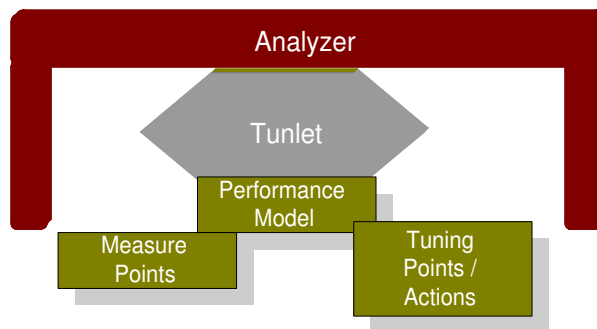 Analyzer
Tunlet
Performance
Model
Measure
Points
Tuning
Points /
Actions